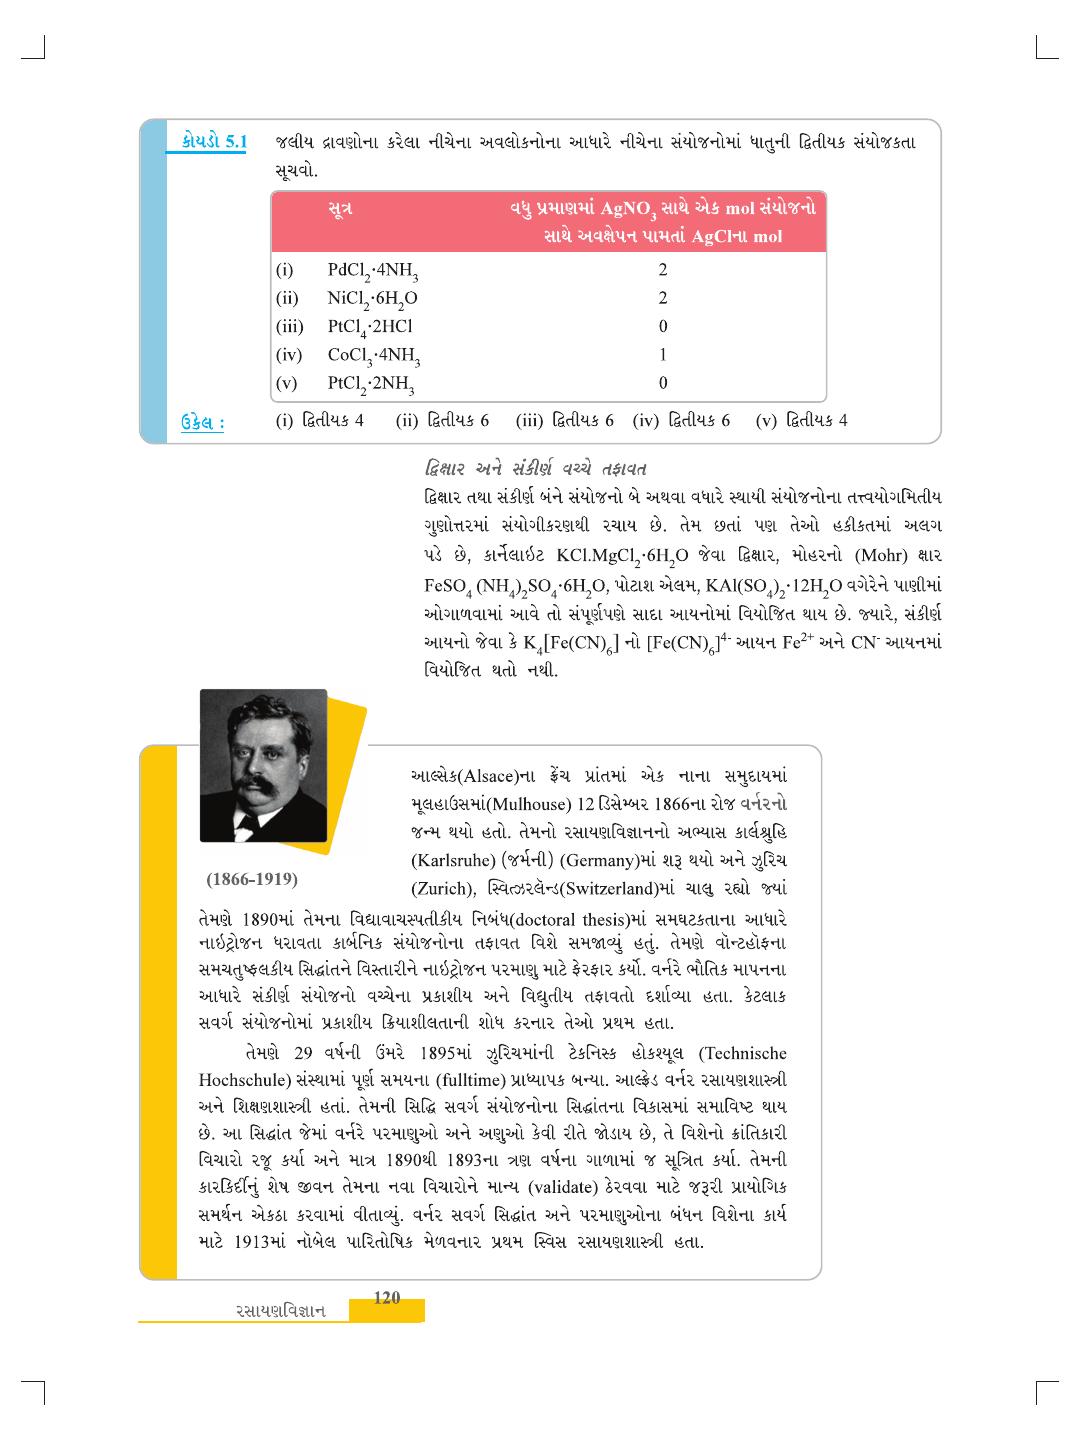 કોયડો 5.1 જલીય દ્રાવણોના કરેલા નીચેના અવલોકનોના આધારે નીચેના સંયોજનોમાં ધાતુની દ્વિતીયક સંયોજકતા
સૂચવો.
સૂત્ર વધુ પ્રમાણમાં AgNO₃ સાથે એક mol સંયોજનો
સાથે અવક્ષેપન પામતાં AgClના mol
(i) PdCl₂·4NH₃ 2
(ii) NiCl₂·6H₂O 2
(iii) PtCl₄·2HCl 0
(iv) CoCl₃·4NH₃ 1
(v) PtCl₂·2NH₃ 0
ઉકેલ : (i) દ્વિતીયક 4 (ii) દ્વિતીયક 6 (iii) દ્વિતીયક 6 (iv) દ્વિતીયક 6 (v) દ્વિતીયક 4
દ્વિક્ષાર અને સંકીર્ણ વચ્ચે તફાવત
દ્વિક્ષાર તથા સંકીર્ણ બંને સંયોજનો બે અથવા વધારે સ્થાયી સંયોજનોના તત્ત્વયોગમિતીય
ગુણોત્તરમાં સંયોગીકરણથી રચાય છે. તેમ છતાં પણ તેઓ હકીકતમાં અલગ
પડે છે, કાર્નેલાઇટ KCl.MgCl₂·6H₂O જેવા દ્વિક્ષાર, મોહરનો (Mohr) ક્ષાર
FeSO₄ (NH₄)₂SO₄·6H₂O, પોટાશ એલમ, KAl(SO₄)₂·12H₂O વગેરેને પાણીમાં
ઓગાળવામાં આવે તો સંપૂર્ણપણે સાદા આયનોમાં વિયોજિત થાય છે. જ્યારે, સંકીર્ણ
આયનો જેવા કે K₄[Fe(CN)₆] નો [Fe(CN)₆]⁴⁻ આયન Fe²⁺ અને CN⁻ આયનમાં
વિયોજિત થતો નથી.
આલ્સેક(Alsace)ના ફ્રેંચ પ્રાંતમાં એક નાના સમુદાયમાં
મૂલહાઉસમાં(Mulhouse) 12 ડિસેમ્બર 1866ના રોજ વર્નરનો
જન્મ થયો હતો. તેમનો રસાયણવિજ્ઞાનનો અભ્યાસ કાર્લશ્રુહિ
(Karlsruhe) (જર્મની) (Germany)માં શરૂ થયો અને ઝુરિચ
(1866-1919) (Zurich), સ્વિત્ઝરલૅન્ડ(Switzerland)માં ચાલુ રહ્યો જ્યાં
તેમણે 1890માં તેમના વિદ્યાવાચસ્પતીકીય નિબંધ(doctoral thesis)માં સમઘટકતાના આધારે
નાઇટ્રોજન ધરાવતા કાર્બનિક સંયોજનોના તફાવત વિશે સમજાવ્યું હતું. તેમણે વૉન્ટહૉફના
સમચતુષ્ફલકીય સિદ્ધાંતને વિસ્તારીને નાઇટ્રોજન પરમાણુ માટે ફેરફાર કર્યો. વર્નરે ભૌતિક માપનના
આધારે સંકીર્ણ સંયોજનો વચ્ચેના પ્રકાશીય અને વિદ્યુતીય તફાવતો દર્શાવ્યા હતા. કેટલાક
સવર્ગ સંયોજનોમાં પ્રકાશીય ક્રિયાશીલતાની શોધ કરનાર તેઓ પ્રથમ હતા.
તેમણે 29 વર્ષની ઉંમરે 1895માં ઝુરિચમાંની ટેકનિસ્ક હોકશ્યૂલ (Technische
Hochschule) સંસ્થામાં પૂર્ણ સમયના (fulltime) પ્રાધ્યાપક બન્યા. આલ્ફ્રેડ વર્નર રસાયણશાસ્ત્રી
અને શિક્ષણશાસ્ત્રી હતાં. તેમની સિદ્ધિ સવર્ગ સંયોજનોના સિદ્ધાંતના વિકાસમાં સમાવિષ્ટ થાય
છે. આ સિદ્ધાંત જેમાં વર્નરે પરમાણુઓ અને અણુઓ કેવી રીતે જોડાય છે, તે વિશેનો ક્રાંતિકારી
વિચારો રજૂ કર્યા અને માત્ર 1890થી 1893ના ત્રણ વર્ષના ગાળામાં જ સૂત્રિત કર્યા. તેમની
કારકિર્દીનું શેષ જીવન તેમના નવા વિચારોને માન્ય (validate) ઠેરવવા માટે જરૂરી પ્રાયોગિક
સમર્થન એકઠા કરવામાં વીતાવ્યું. વર્નર સવર્ગ સિદ્ધાંત અને પરમાણુઓના બંધન વિશેના કાર્ય
માટે 1913માં નૉબેલ પારિતોષિક મેળવનાર પ્રથમ સ્વિસ રસાયણશાસ્ત્રી હતા.
રસાયણવિજ્ઞાન 120